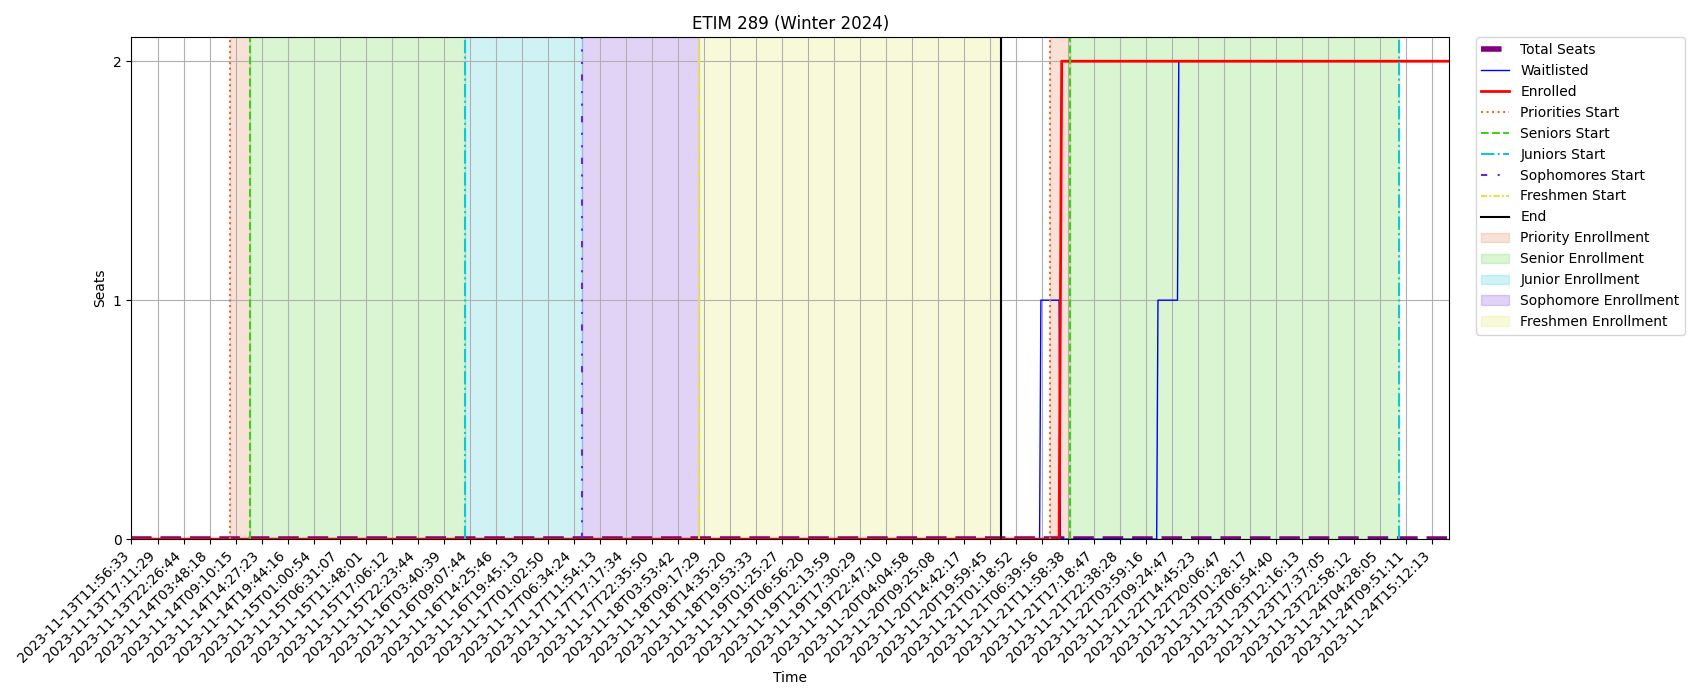 ETIM 289 (Winter 2024)
Seats
2
1
0
2023-11-13T11:56:33
2023-11-13T17:11:29
2023-11-13T22:26:44
2023-11-14T03:48:18
2023-11-14T09:10:15
2023-11-14T14:27:23
2023-11-14T19:44:16
2023-11-15T01:00:54
2023-11-15T06:31:07
2023-11-15T11:48:01
2023-11-15T17:06:12
2023-11-15T22:23:44
2023-11-16T03:40:39
2023-11-16T09:07:44
2023-11-16T14:25:46
2023-11-16T19:45:13
2023-11-17T01:02:50
2023-11-17T06:34:24
2023-11-17T11:54:13
2023-11-17T17:17:34
2023-11-17T22:35:50
2023-11-18T03:53:42
2023-11-18T09:17:29
2023-11-18T14:35:20
2023-11-18T19:53:33
2023-11-19T01:25:27
2023-11-19T06:56:20
2023-11-19T12:13:59
2023-11-19T17:30:29
2023-11-19T22:47:10
2023-11-20T04:04:58
2023-11-20T09:25:08
2023-11-20T14:42:17
2023-11-20T19:59:45
2023-11-21T01:18:52
2023-11-21T06:39:56
2023-11-21T11:58:38
2023-11-21T17:18:47
2023-11-21T22:38:28
2023-11-22T03:59:16
2023-11-22T09:24:47
2023-11-22T14:45:23
2023-11-22T20:06:47
2023-11-23T01:28:17
2023-11-23T06:54:40
2023-11-23T12:16:13
2023-11-23T17:37:05
2023-11-23T22:58:12
2023-11-24T04:28:05
2023-11-24T09:51:11
2023-11-24T15:12:13
Time
Total Seats
Waitlisted
Enrolled
Priorities Start
Seniors Start
Juniors Start
Sophomores Start
Freshmen Start
End
Priority Enrollment
Senior Enrollment
Junior Enrollment
Sophomore Enrollment
Freshmen Enrollment